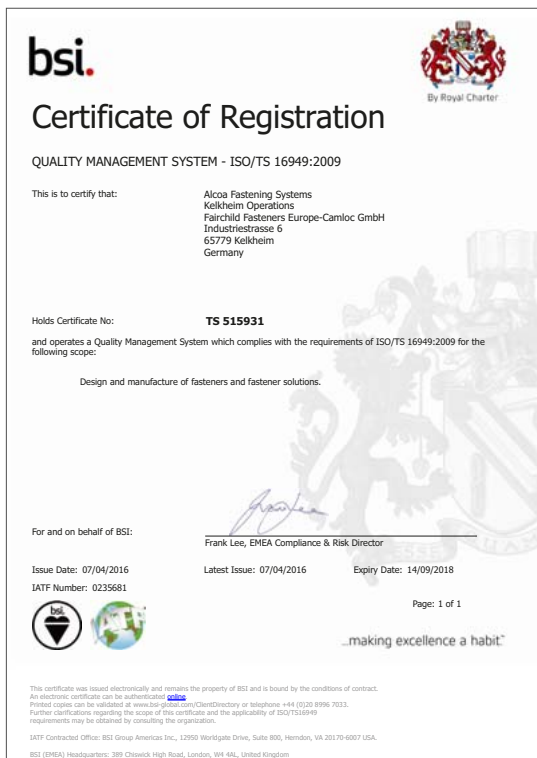 bsi.
By Royal Charter
Certificate of Registration
QUALITY MANAGEMENT SYSTEM - ISO/TS 16949:2009
This is to certify that:
Alcoa Fastening Systems
Kelkheim Operations
Fairchild Fasteners Europe-Camloc GmbH
Industriestrasse 6
65779 Kelkheim
Germany
Holds Certificate No: TS 515931
and operates a Quality Management System which complies with the requirements of ISO/TS 16949:2009 for the
following scope:
Design and manufacture of fasteners and fastener solutions.
For and on behalf of BSI:
Frank Lee, EMEA Compliance & Risk Director
Issue Date: 07/04/2016 Latest Issue: 07/04/2016 Expiry Date: 14/09/2018
IATF Number: 0235681
Page: 1 of 1
bsi.
IATF
...making excellence a habit.™
This certificate was issued electronically and remains the property of BSI and is bound by the conditions of contract.
An electronic certificate can be authenticated online.
Printed copies can be validated at www.bsi-global.com/ClientDirectory or telephone +44 (0)20 8996 7033.
Further clarifications regarding the scope of this certificate and the applicability of ISO/TS16949
requirements may be obtained by consulting the organization.
IATF Contracted Office: BSI Group Americas Inc., 12950 Worldgate Drive, Suite 800, Herndon, VA 20170-6007 USA.
BSI (EMEA) Headquarters: 389 Chiswick High Road, London, W4 4AL, United Kingdom